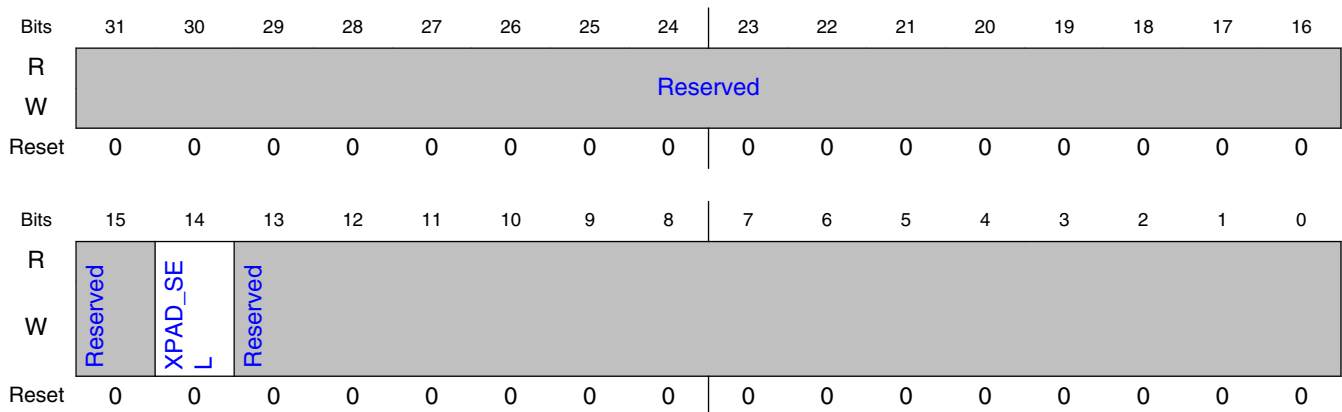 Bits 31 30 29 28 27 26 25 24 23 22 21 20 19 18 17 16
R
Reserved
W
Reset 0 0 0 0 0 0 0 0 0 0 0 0 0 0 0 0
Bits 15 14 13 12 11 10 9 8 7 6 5 4 3 2 1 0
R
W
Reserved
XPAD_SE
L
Reserved
Reset 0 0 0 0 0 0 0 0 0 0 0 0 0 0 0 0